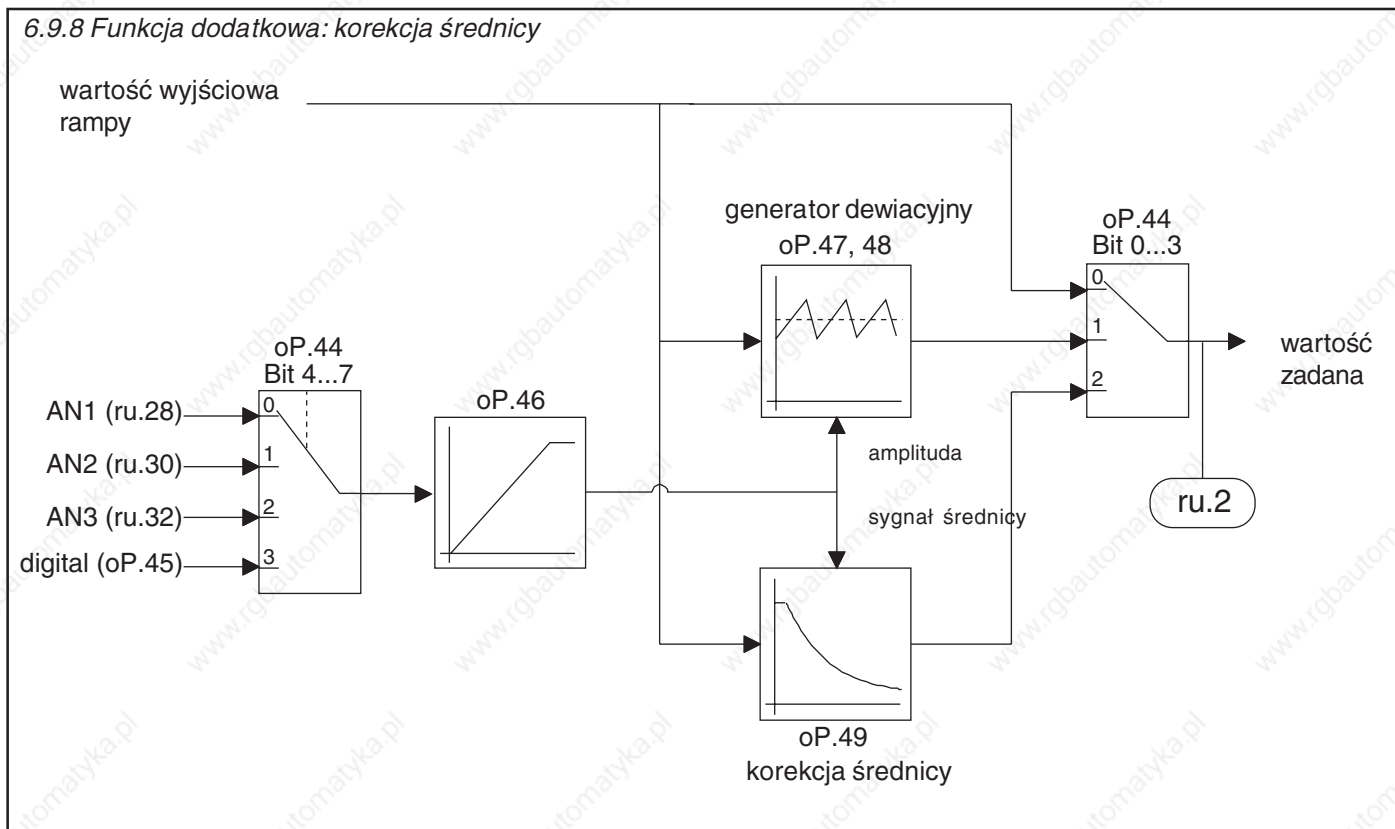 6.9.8 Funkcja dodatkowa: korekcja średnicy
wartość wyjściowa
rampy
generator dewiacyjny
oP.47, 48
oP.44
Bit 0...3
0
1
2
wartość
zadana
ru.2
oP.44
Bit 4...7
AN1 (ru.28)
0
AN2 (ru.30)
1
AN3 (ru.32)
2
digital (oP.45)
3
oP.46
amplituda
sygnał średnicy
oP.49
korekcja średnicy
www.rgbautomatyka.pl